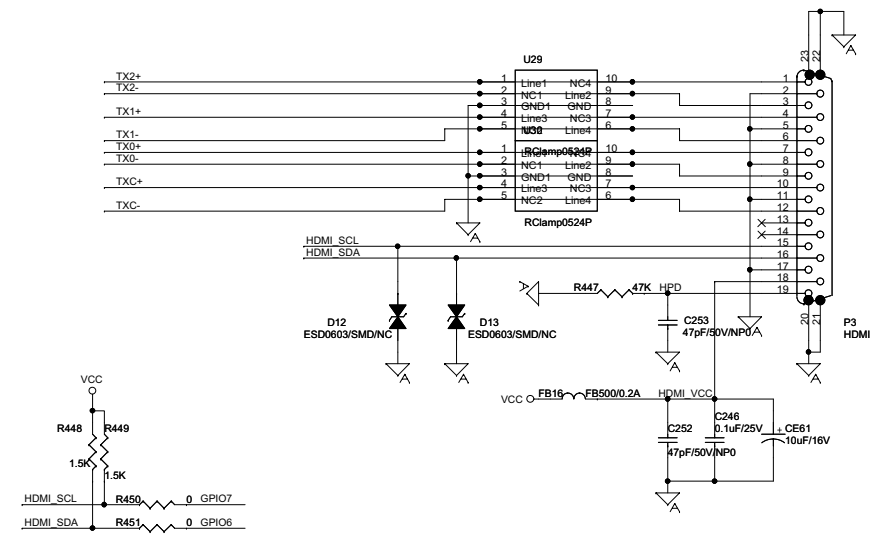 23
22
A
U29
TX2+ 1 Line1 NC4 10 1
TX2- 2 NC1 Line2 9 2
3 GND1 GND 8 3
TX1+ 4 Line3 NC3 7 4
5 Line4 6 5
U30
TX1- 6
TX0+ RClamp0524P 7
1 10
TX0- 2 NC1 Line2 9 8
3 GND1 GND 8 9
TXC+ 4 Line3 NC3 7 10
5 NC2 Line4 6 11
TXC- 12
A RClamp0524P 13
14
HDMI_SCL 15
HDMI_SDA 16
17
18
A R447 47K HPD 19
20
21
D12
ESD0603/SMD/NC
D13
ESD0603/SMD/NC
C253
47pF/50V/NP0
A
P3
HDMI
A
A
A
A
VCC
VCC FB16 FB500/0.2A HDMI_VCC
R448 R449
1.5K
1.5K
C252
47pF/50V/NP0
C246
0.1uF/25V
+ CE61
10uF/16V
A
HDMI_SCL R450 0 GPIO7
HDMI_SDA R451 0 GPIO6